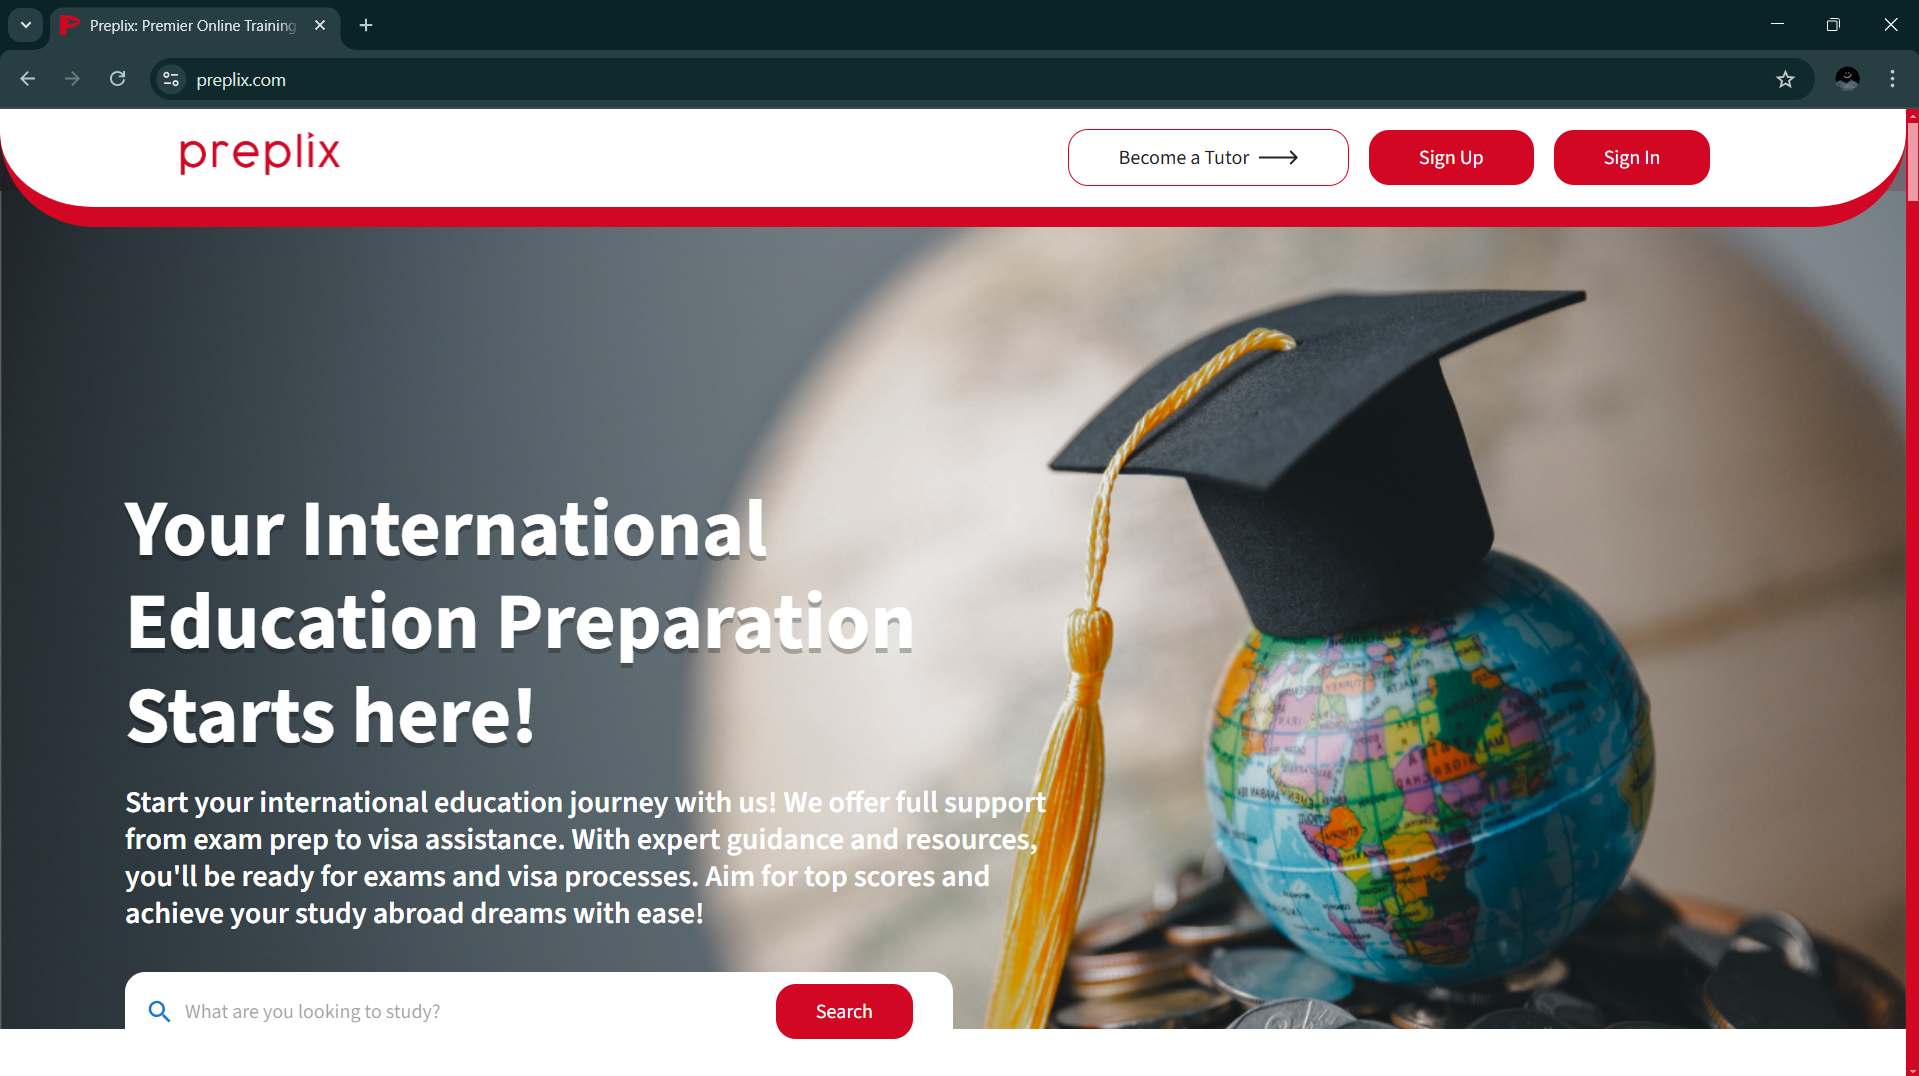 Preplix: Premier Online Training
preplix.com
preplix
Become a Tutor
Sign Up
Sign In
Your International
Education Preparation
Starts here!
Start your international education journey with us! We offer full support
from exam prep to visa assistance. With expert guidance and resources,
you'll be ready for exams and visa processes. Aim for top scores and
achieve your study abroad dreams with ease!
What are you looking to study?
Search